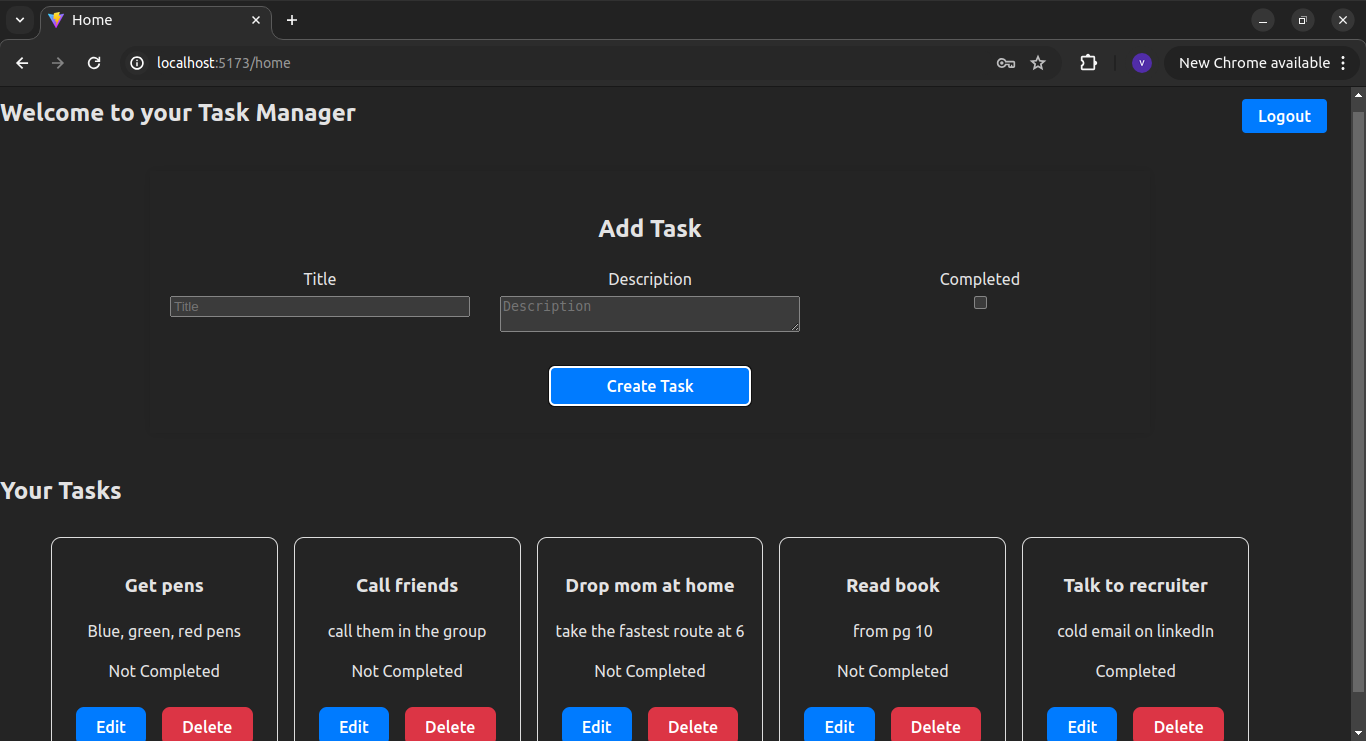 Home
localhost:5173/home
V
New Chrome available
Welcome to your Task Manager
Logout
Add Task
Title
Description
Completed
Title
Description
Create Task
Your Tasks
Get pens
Blue, green, red pens
Not Completed
Edit
Delete
Call friends
call them in the group
Not Completed
Edit
Delete
Drop mom at home
take the fastest route at 6
Not Completed
Edit
Delete
Read book
from pg 10
Not Completed
Edit
Delete
Talk to recruiter
cold email on linkedIn
Completed
Edit
Delete